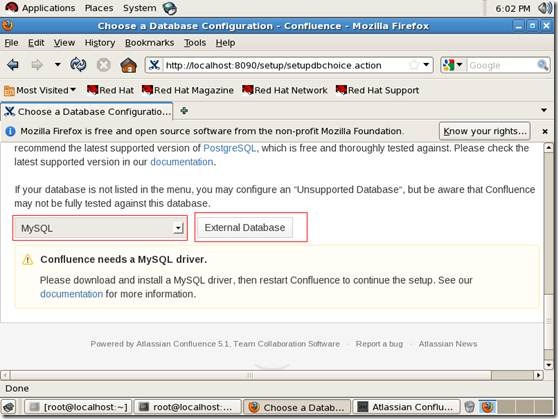 Applications Places System 6:02 PM
Choose a Database Configuration - Confluence - Mozilla Firefox
File Edit View History Bookmarks Tools Help
http://localhost:8090/setup/setupdbchoice.action Google
Most Visited Red Hat Red Hat Magazine Red Hat Network Red Hat Support
Choose a Database Configuratio...
Mozilla Firefox is free and open source software from the non-profit Mozilla Foundation. Know your rights...
recommend the latest supported version of PostgreSQL, which is free and thoroughly tested against. Please check the
latest supported version in our documentation.
If your database is not listed in the menu, you may configure an "Unsupported Database", but be aware that Confluence
may not be fully tested against this database.
MySQL External Database
Confluence needs a MySQL driver.
Please download and install a MySQL driver, then restart Confluence to continue the setup. See our
documentation for more information.
Powered by Atlassian Confluence 5.1, Team Collaboration Software · Report a bug · Atlassian News
Done
[root@localhost:~] root@localhost:... Choose a Datab... Atlassian Conflu...